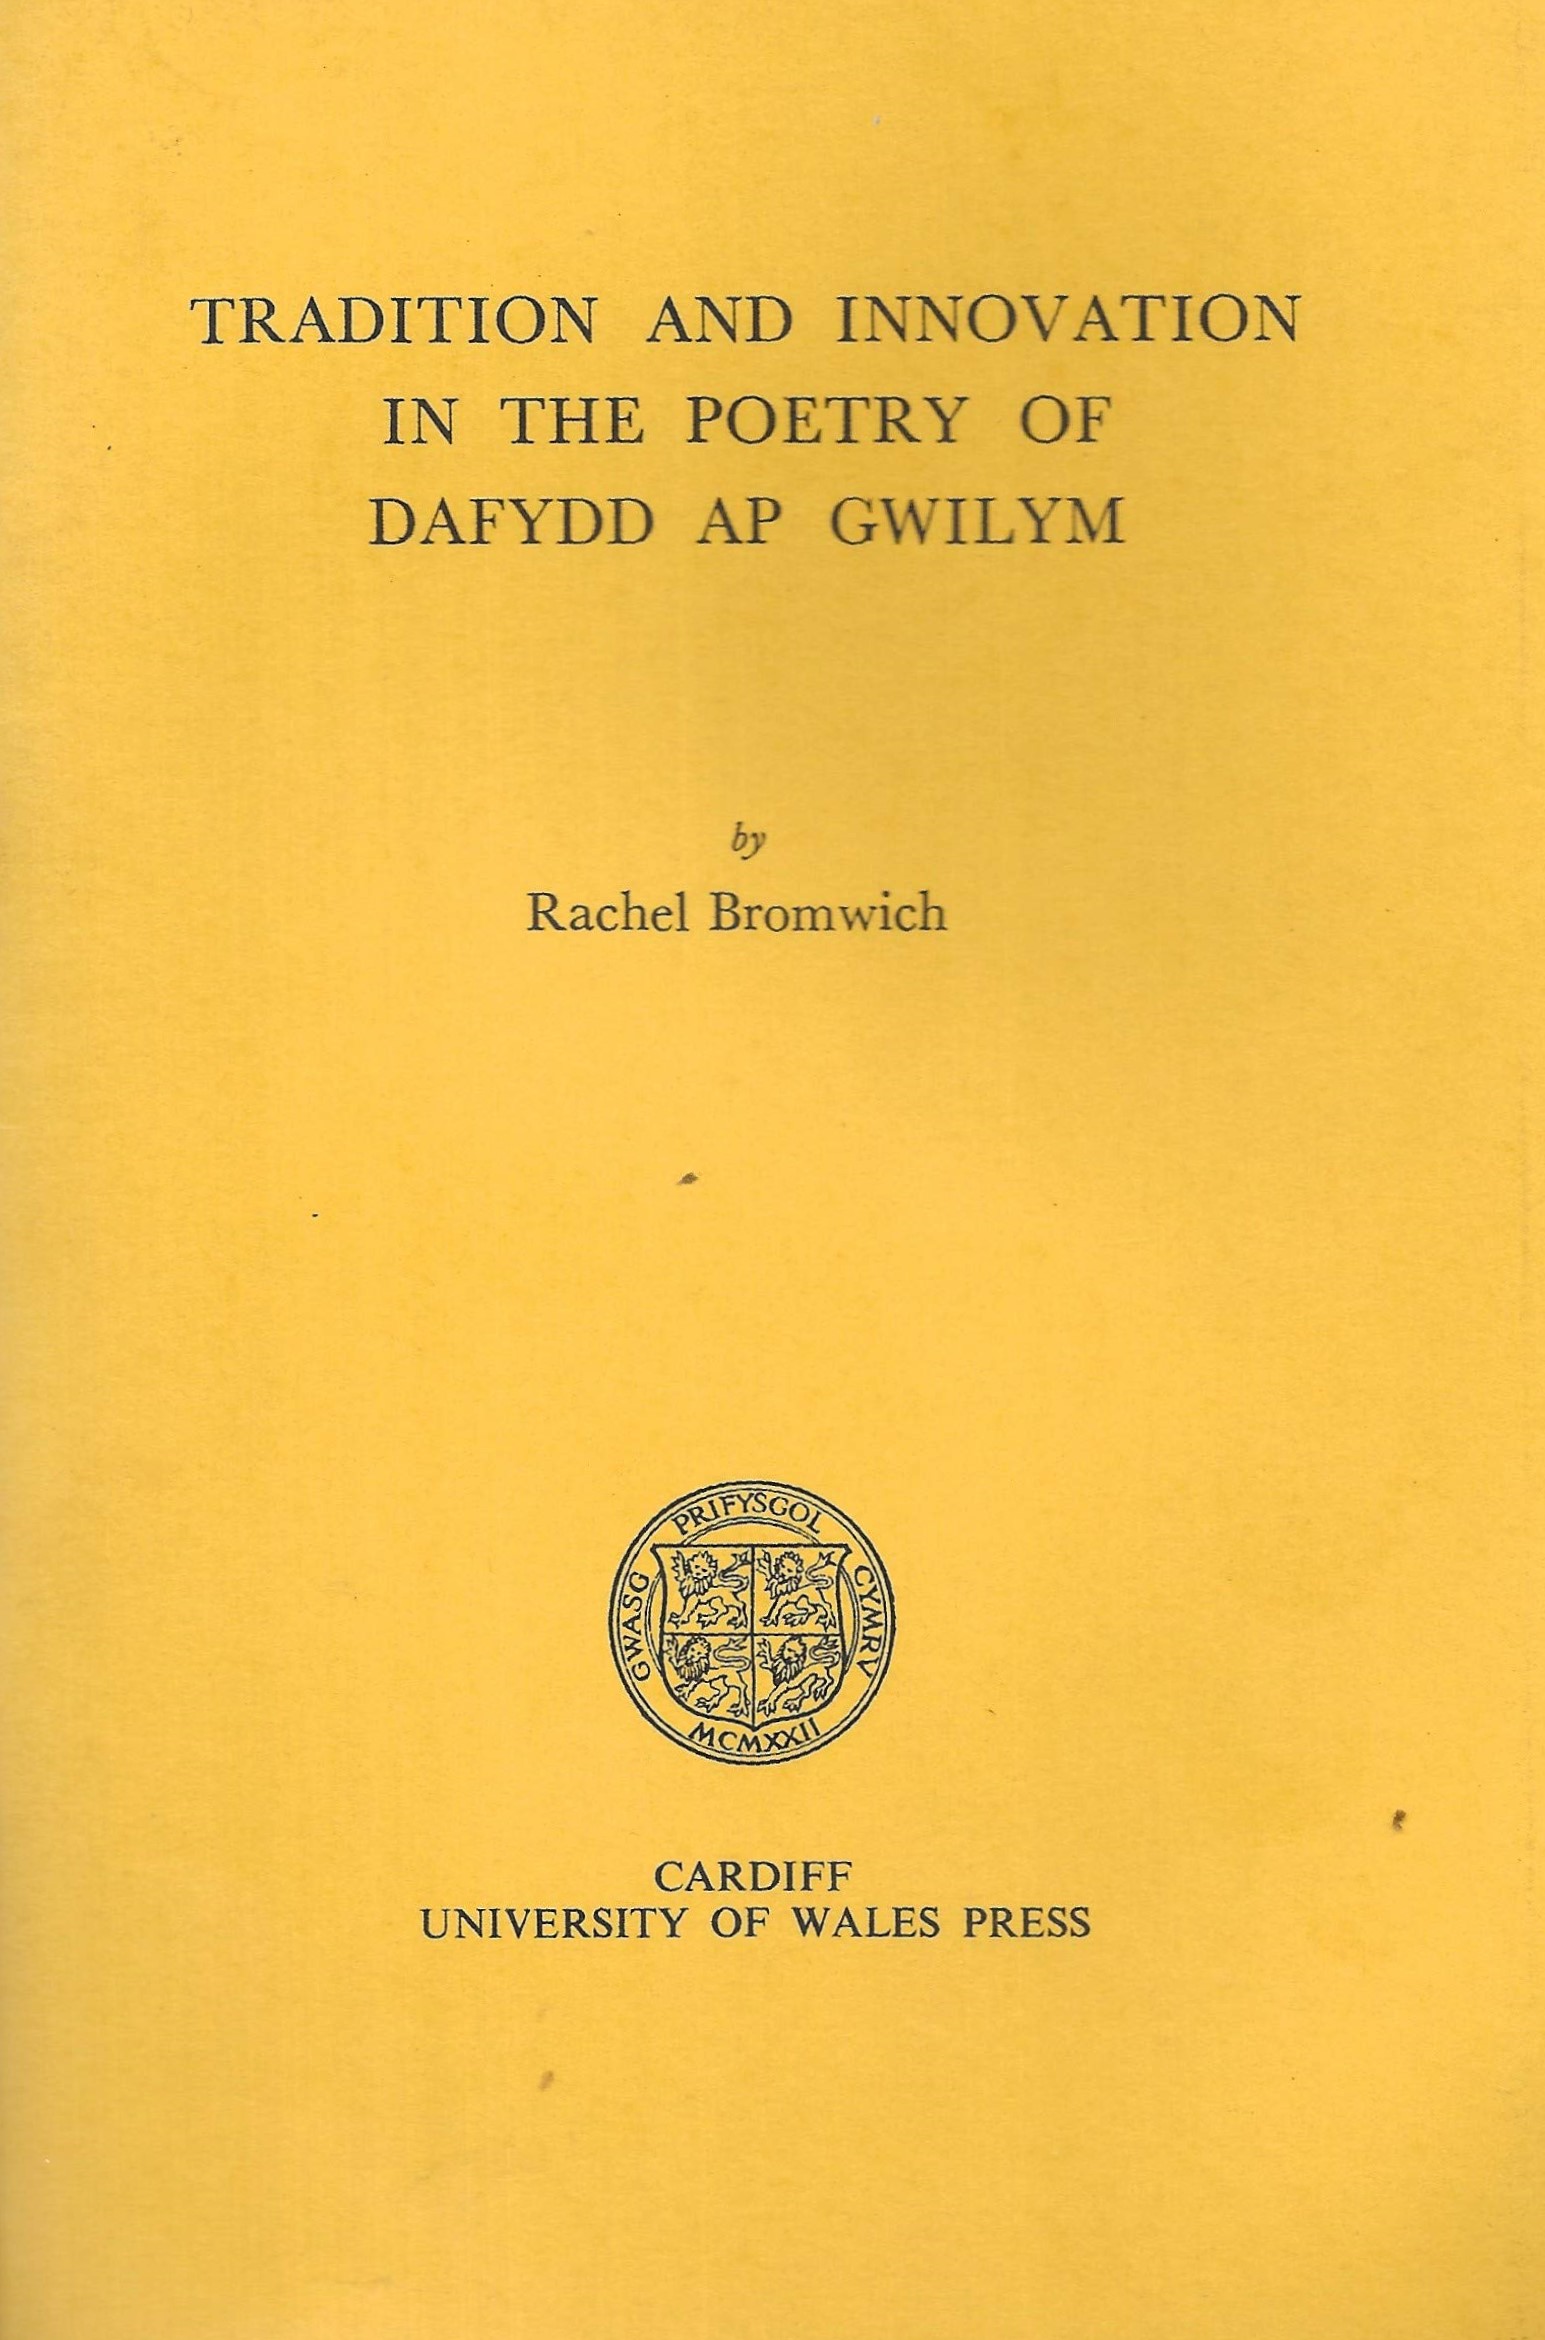 TRADITION AND INNOVATION
IN THE POETRY OF
DAFYDD AP GWILYM
by
Rachel Bromwich
GWASG PRIFYSGOL CYMRV
MCMXXII
CARDIFF
UNIVERSITY OF WALES PRESS